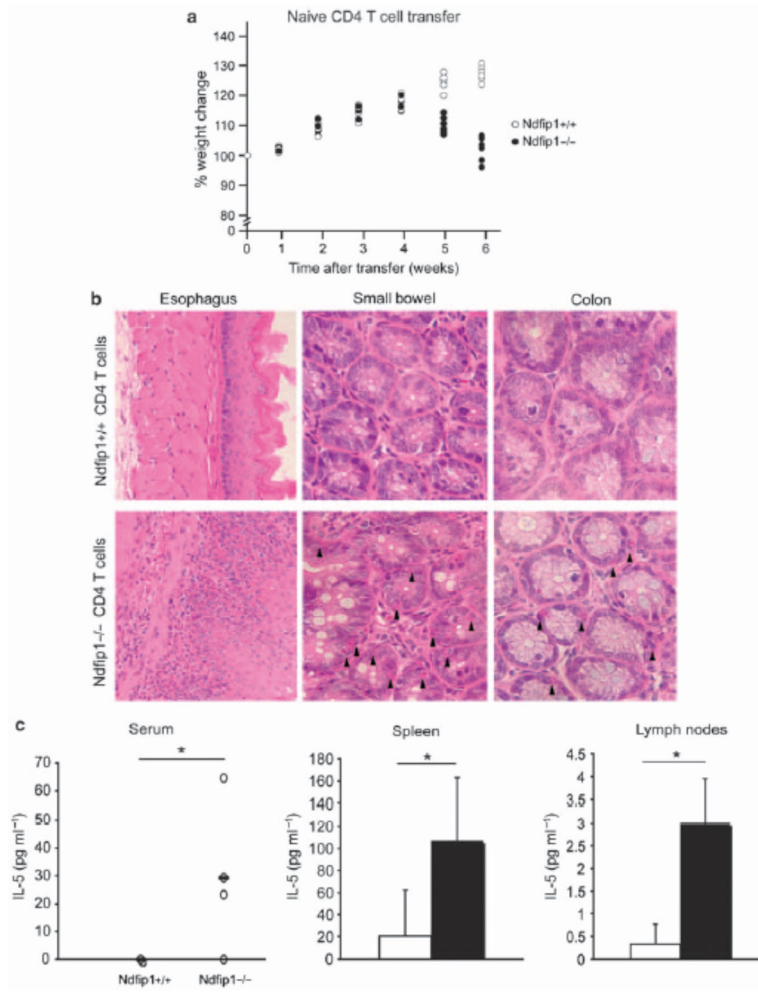 a
Naive CD4 T cell transfer
% weight change
140
130
120
110
100
90
80
0
0 1 2 3 4 5 6
Time after transfer (weeks)
Ndfip1+/+
Ndfip1−/−
b
Esophagus Small bowel Colon
Ndfip1+/+ CD4 T cells
Ndfip1−/− CD4 T cells
c
Serum
*
IL-5 (pg ml⁻¹)
70
60
50
40
30
20
10
0
Ndfip1+/+ Ndfip1−/−
Spleen
*
IL-5 (pg ml⁻¹)
180
160
140
120
100
80
60
40
20
0
Lymph nodes
*
IL-5 (pg ml⁻¹)
4.5
4
3.5
3
2.5
2
1.5
1
0.5
0